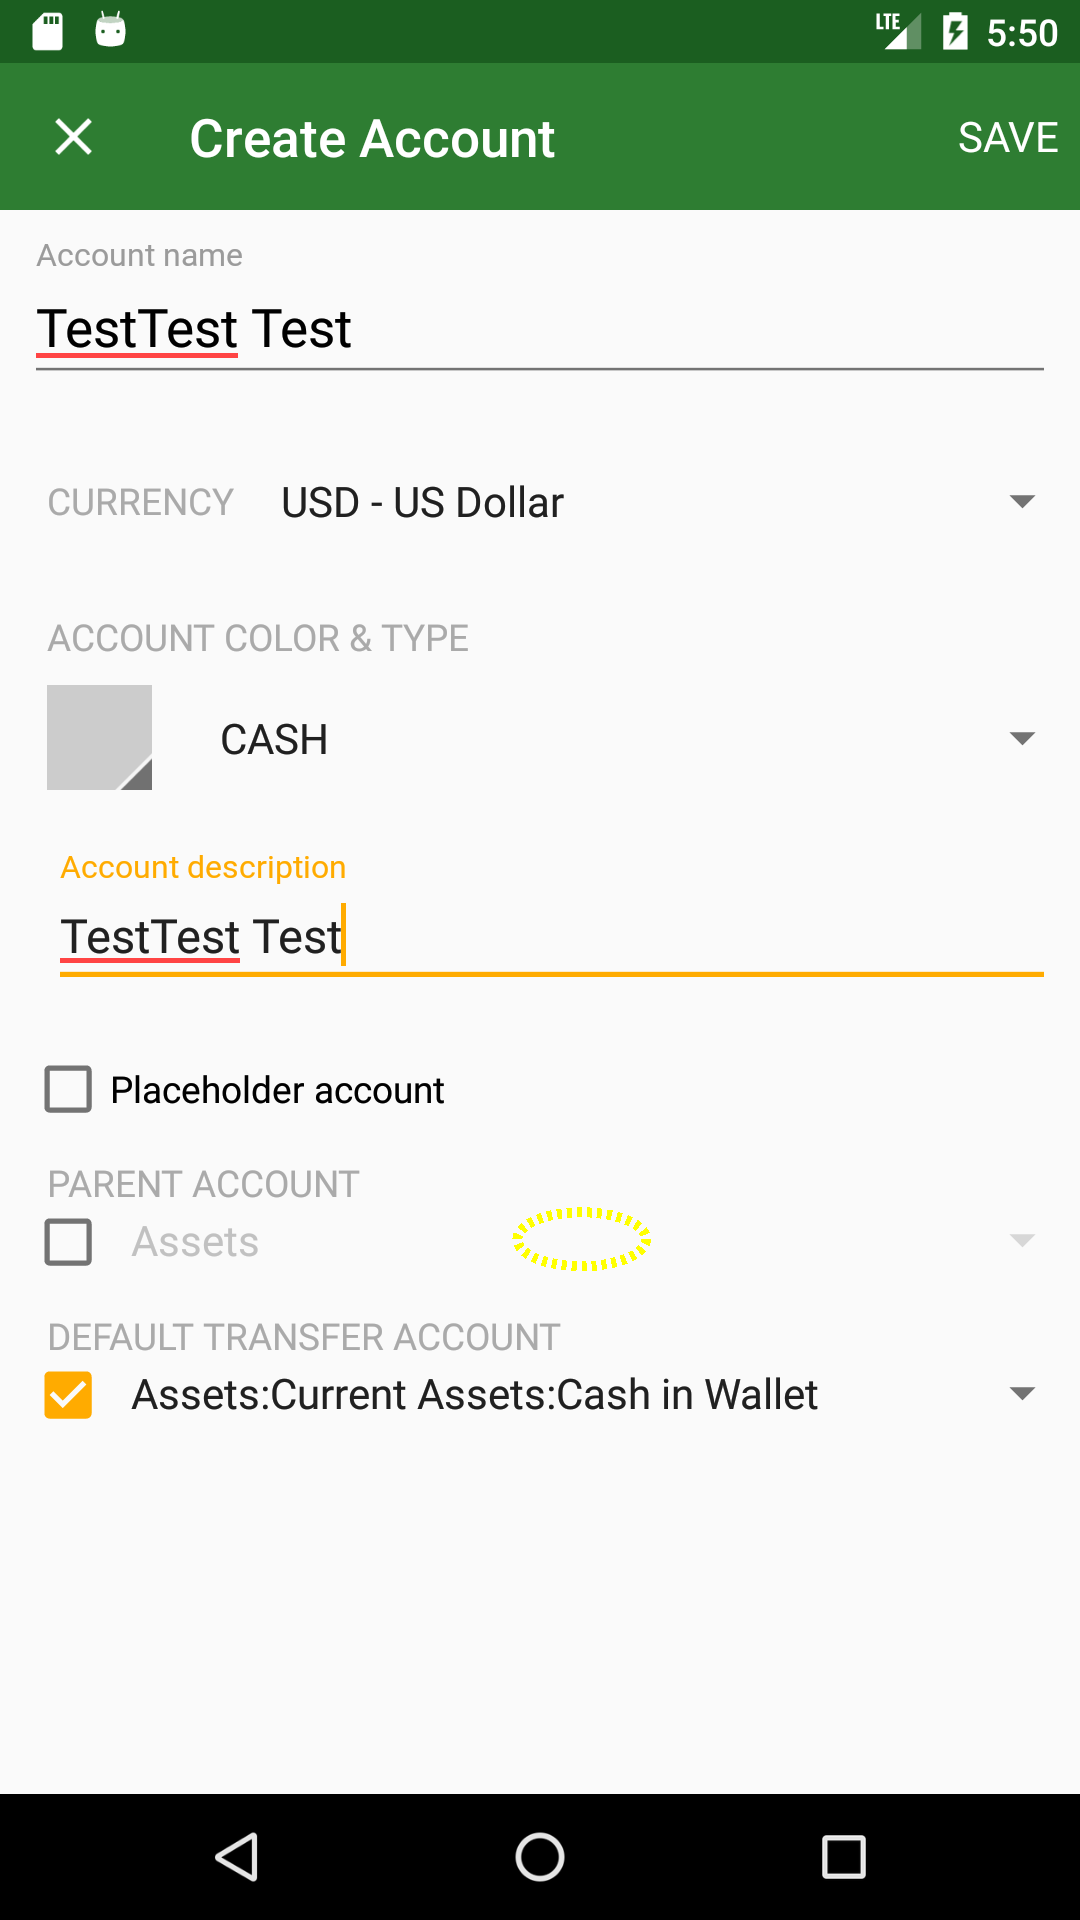 LTE 5:50
Create Account SAVE
Account name
TestTest Test
CURRENCY USD - US Dollar
ACCOUNT COLOR & TYPE
CASH
Account description
TestTest Test
Placeholder account
PARENT ACCOUNT
Assets
DEFAULT TRANSFER ACCOUNT
Assets:Current Assets:Cash in Wallet